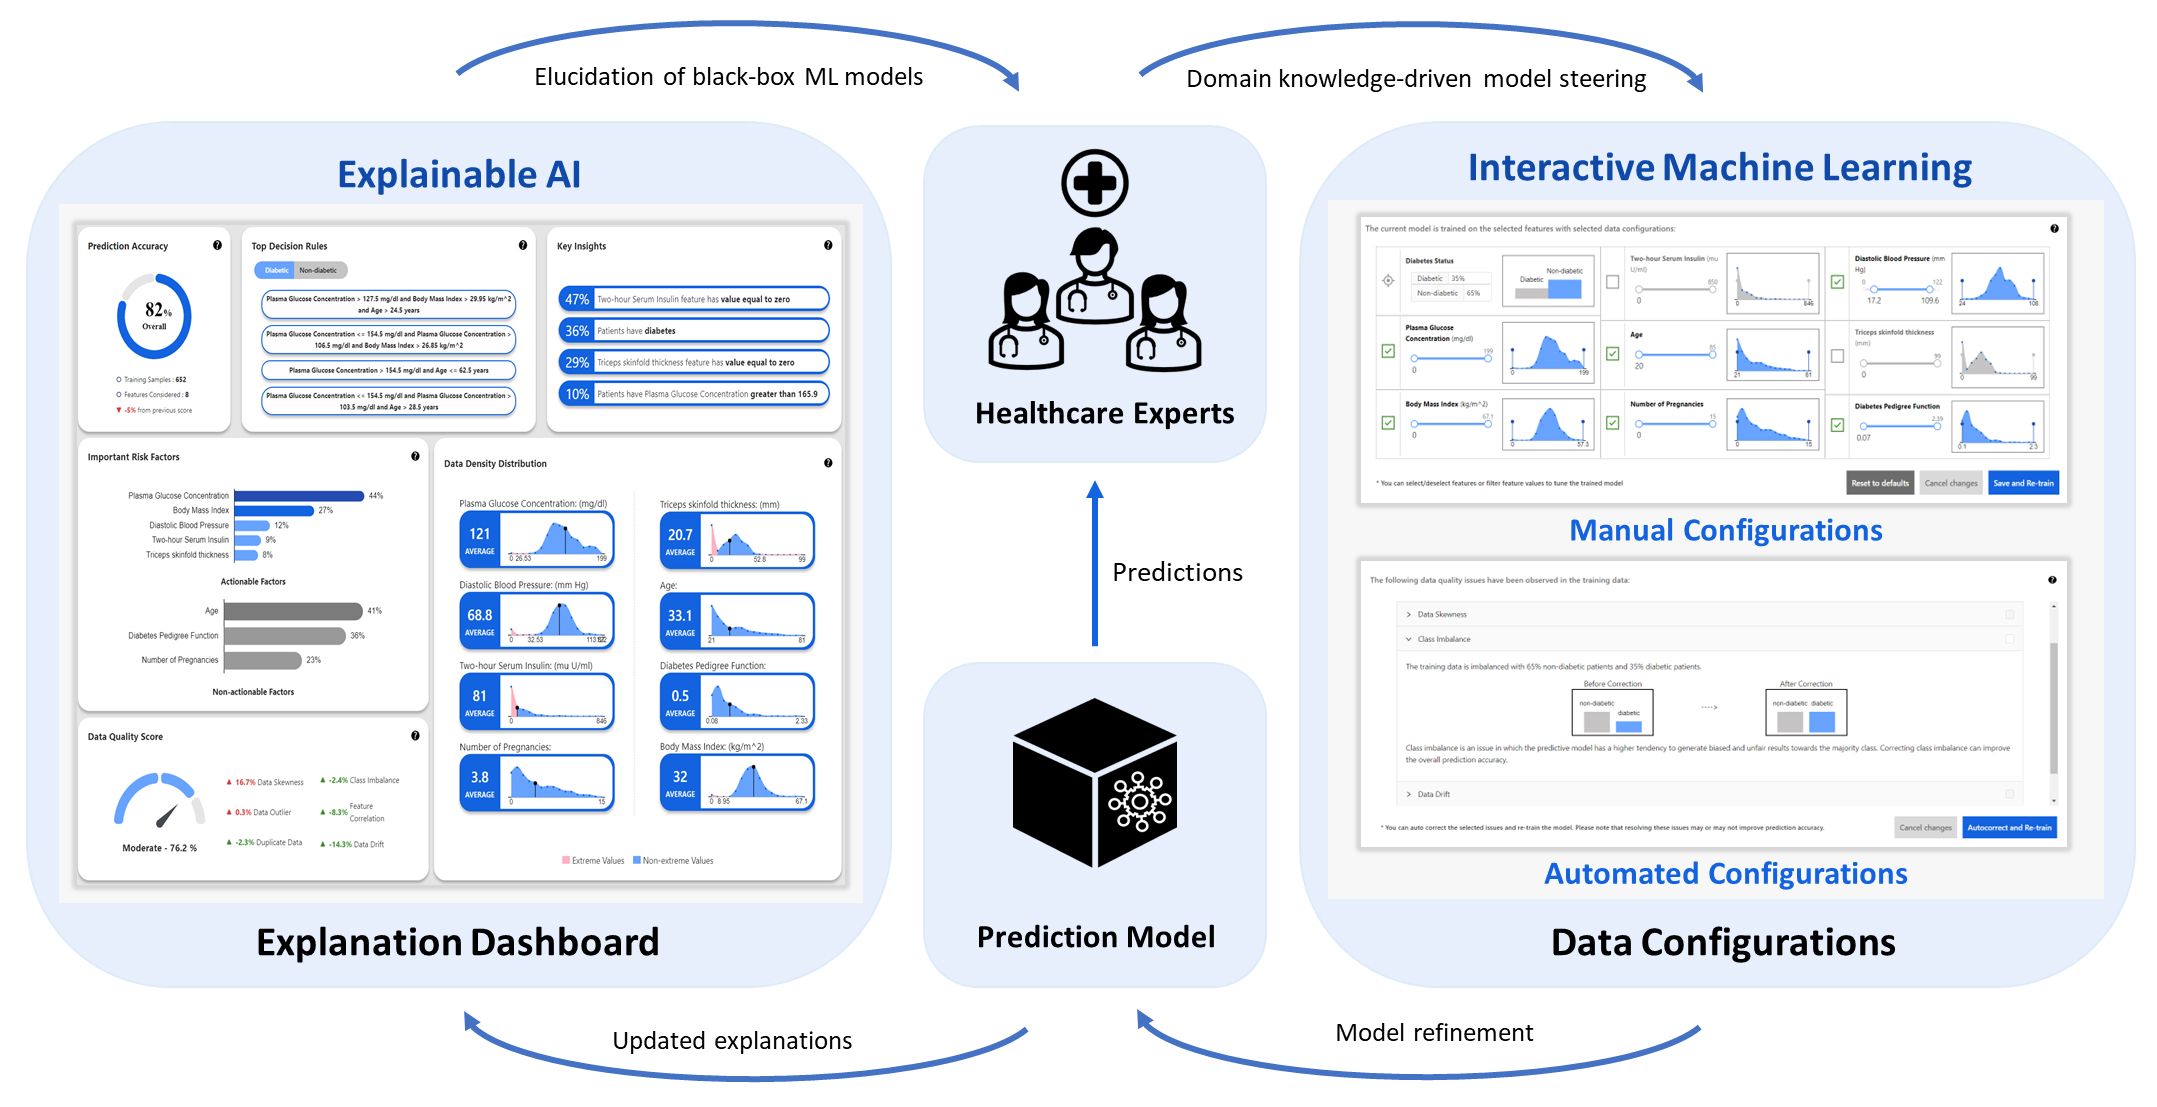 Elucidation of black-box ML models
Domain knowledge-driven model steering
Explainable AI
Prediction Accuracy
?
82%
Overall
Training Samples : 652
Features Considered : 8
-5% from previous score
Top Decision Rules
?
Diabetic
Non-diabetic
Plasma Glucose Concentration > 127.5 mg/dl and Body Mass Index > 29.95 kg/m^2
and Age > 24.5 years
Plasma Glucose Concentration <= 154.5 mg/dl and Plasma Glucose Concentration >
106.5 mg/dl and Body Mass Index > 26.85 kg/m^2
Plasma Glucose Concentration > 154.5 mg/dl and Age <= 62.5 years
Plasma Glucose Concentration <= 154.5 mg/dl and Plasma Glucose Concentration >
103.5 mg/dl and Age > 28.5 years
Key Insights
?
47% Two-hour Serum Insulin feature has value equal to zero
36% Patients have diabetes
29% Triceps skinfold thickness feature has value equal to zero
10% Patients have Plasma Glucose Concentration greater than 165.9
Important Risk Factors
?
Plasma Glucose Concentration 44%
Body Mass Index 27%
Diastolic Blood Pressure 12%
Two-hour Serum Insulin 9%
Triceps skinfold thickness 8%
Actionable Factors
Age 41%
Diabetes Pedigree Function 36%
Number of Pregnancies 23%
Non-actionable Factors
Data Quality Score
?
Moderate - 76.2 %
16.7% Data Skewness
0.3% Data Outlier
-2.3% Duplicate Data
-2.4% Class Imbalance
-8.3% Feature
Correlation
-14.3% Data Drift
Data Density Distribution
?
Plasma Glucose Concentration: (mg/dl)
121
AVERAGE
0 26.53 199
Diastolic Blood Pressure: (mm Hg)
68.8
AVERAGE
0 32.53
Two-hour Serum Insulin: (mu U/ml)
81
AVERAGE
0 846
Number of Pregnancies:
3.8
AVERAGE
0 15
Triceps skinfold thickness: (mm)
20.7
AVERAGE
0 52.8 99
Age:
33.1
AVERAGE
21 81
Diabetes Pedigree Function:
0.5
AVERAGE
0.08 2.33
Body Mass Index: (kg/m^2)
32
AVERAGE
0 8.95 67.1
Extreme Values
Non-extreme Values
Explanation Dashboard
Healthcare Experts
Predictions
Prediction Model
Interactive Machine Learning
The current model is trained on the selected features with selected data configurations:
?
Diabetes Status
Diabetic 35%
Non-diabetic 65%
Non-diabetic
Diabetic
Two-hour Serum Insulin (mu
U/ml)
850
0
0 846
Diastolic Blood Pressure (mm
Hg)
0 122
17.2 109.6
24 108
Plasma Glucose
Concentration (mg/dl)
199
0
0 199
Age
85
20
21 81
Triceps skinfold thickness
(mm)
99
0
0 99
Body Mass Index (kg/m^2)
67.1
0
0 57.3
Number of Pregnancies
15
0
0 15
Diabetes Pedigree Function
2.39
0.07
0.1
* You can select/deselect features or filter feature values to tune the trained model
Reset to defaults
Cancel changes
Save and Re-train
Manual Configurations
The following data quality issues have been observed in the training data:
?
> Data Skewness
Class Imbalance
The training data is imbalanced with 65% non-diabetic patients and 35% diabetic patients.
Before Correction
non-diabetic
diabetic
---->
After Correction
non-diabetic diabetic
Class imbalance is an issue in which the predictive model has a higher tendency to generate biased and unfair results towards the majority class. Correcting class imbalance can improve
the overall prediction accuracy.
> Data Drift
* You can auto correct the selected issues and re-train the model. Please note that resolving these issues may or may not improve prediction accuracy.
Cancel changes
Autocorrect and Re-train
Automated Configurations
Data Configurations
Updated explanations
Model refinement